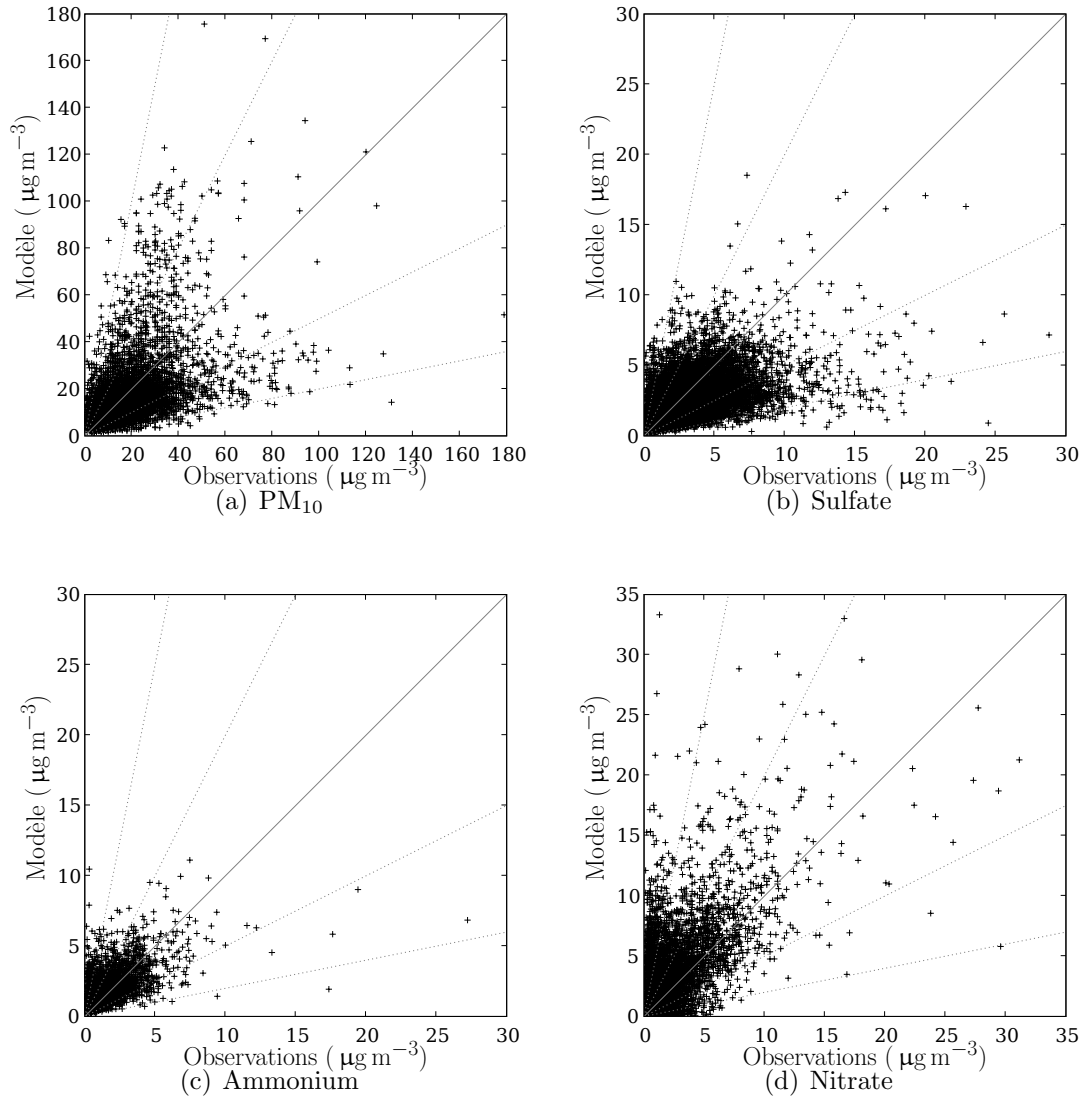 180
160
140
120
100
80
60
40
20
0
Modèle ( μg m−3)
0 20 40 60 80 100 120 140 160 180
Observations ( μg m−3)
(a) PM10
30
25
20
15
10
5
0
Modèle ( μg m−3)
0 5 10 15 20 25 30
Observations ( μg m−3)
(b) Sulfate
30
25
20
15
10
5
0
Modèle ( μg m−3)
0 5 10 15 20 25 30
Observations ( μg m−3)
(c) Ammonium
35
30
25
20
15
10
5
0
Modèle ( μg m−3)
0 5 10 15 20 25 30 35
Observations ( μg m−3)
(d) Nitrate